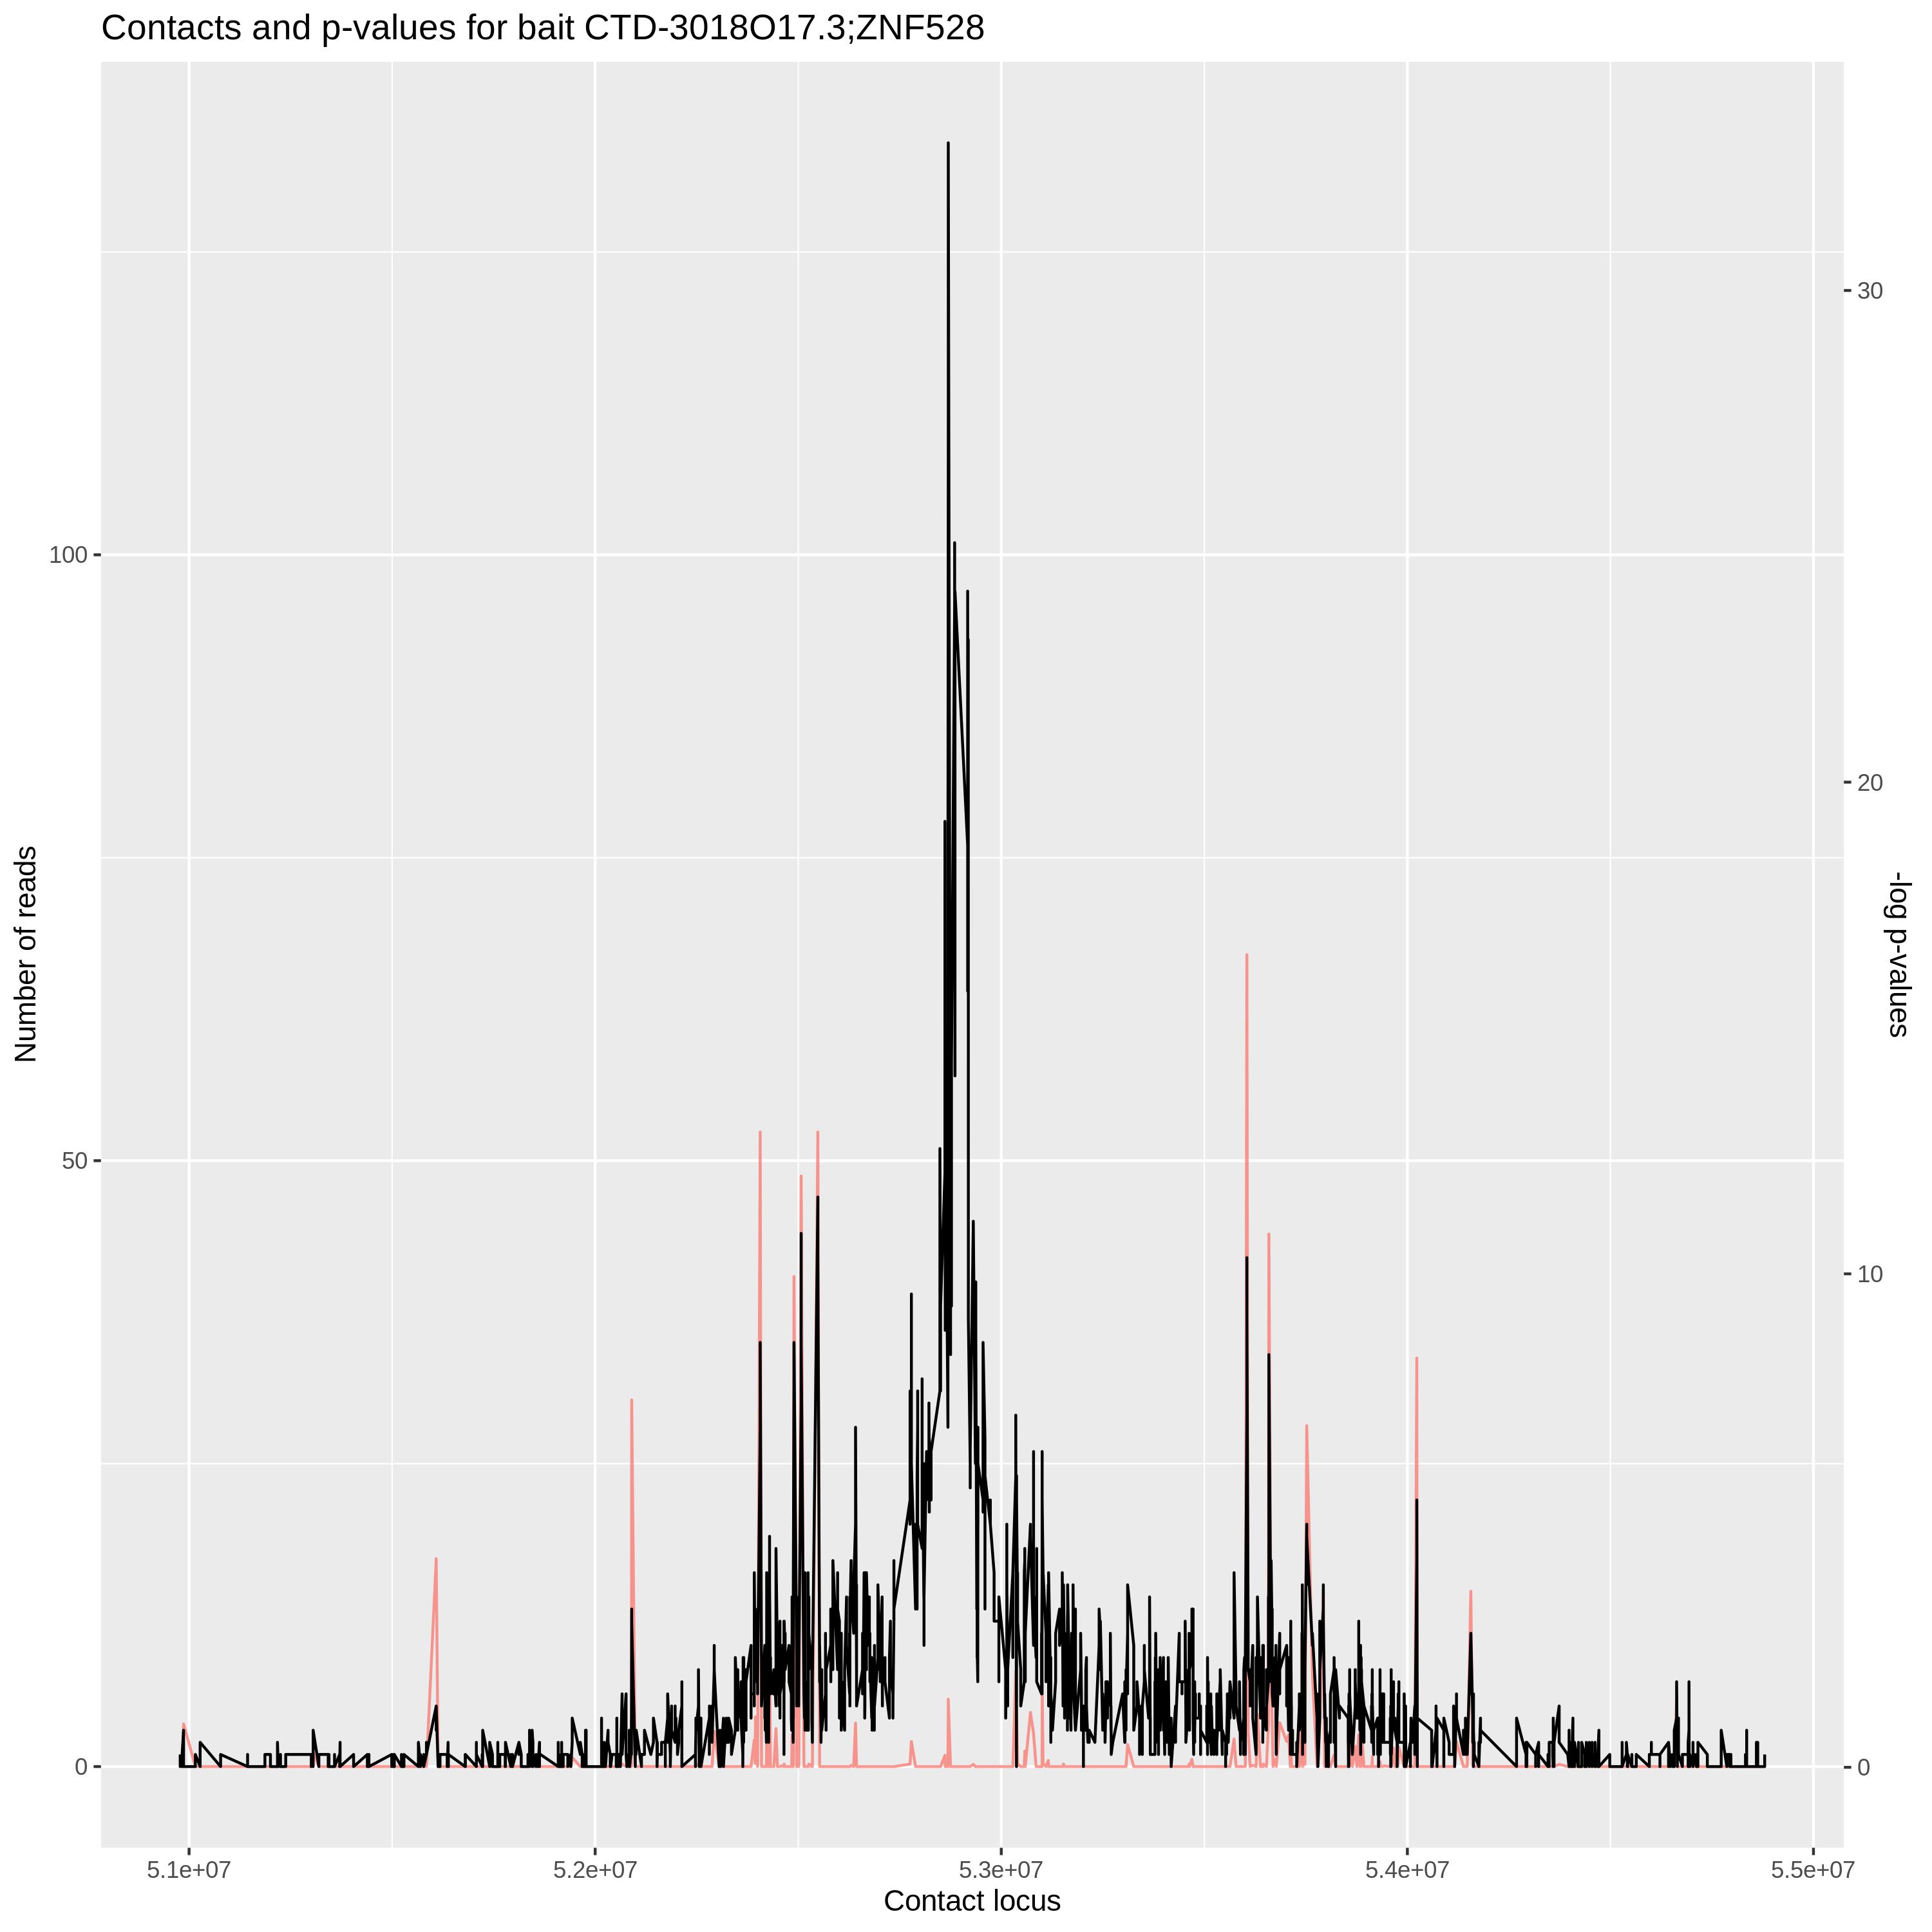 Contacts and p-values for bait CTD-3018O17.3;ZNF528
Number of reads
100
50
0
30
20
10
0
-log p-values
5.1e+07
5.2e+07
5.3e+07
5.4e+07
5.5e+07
Contact locus